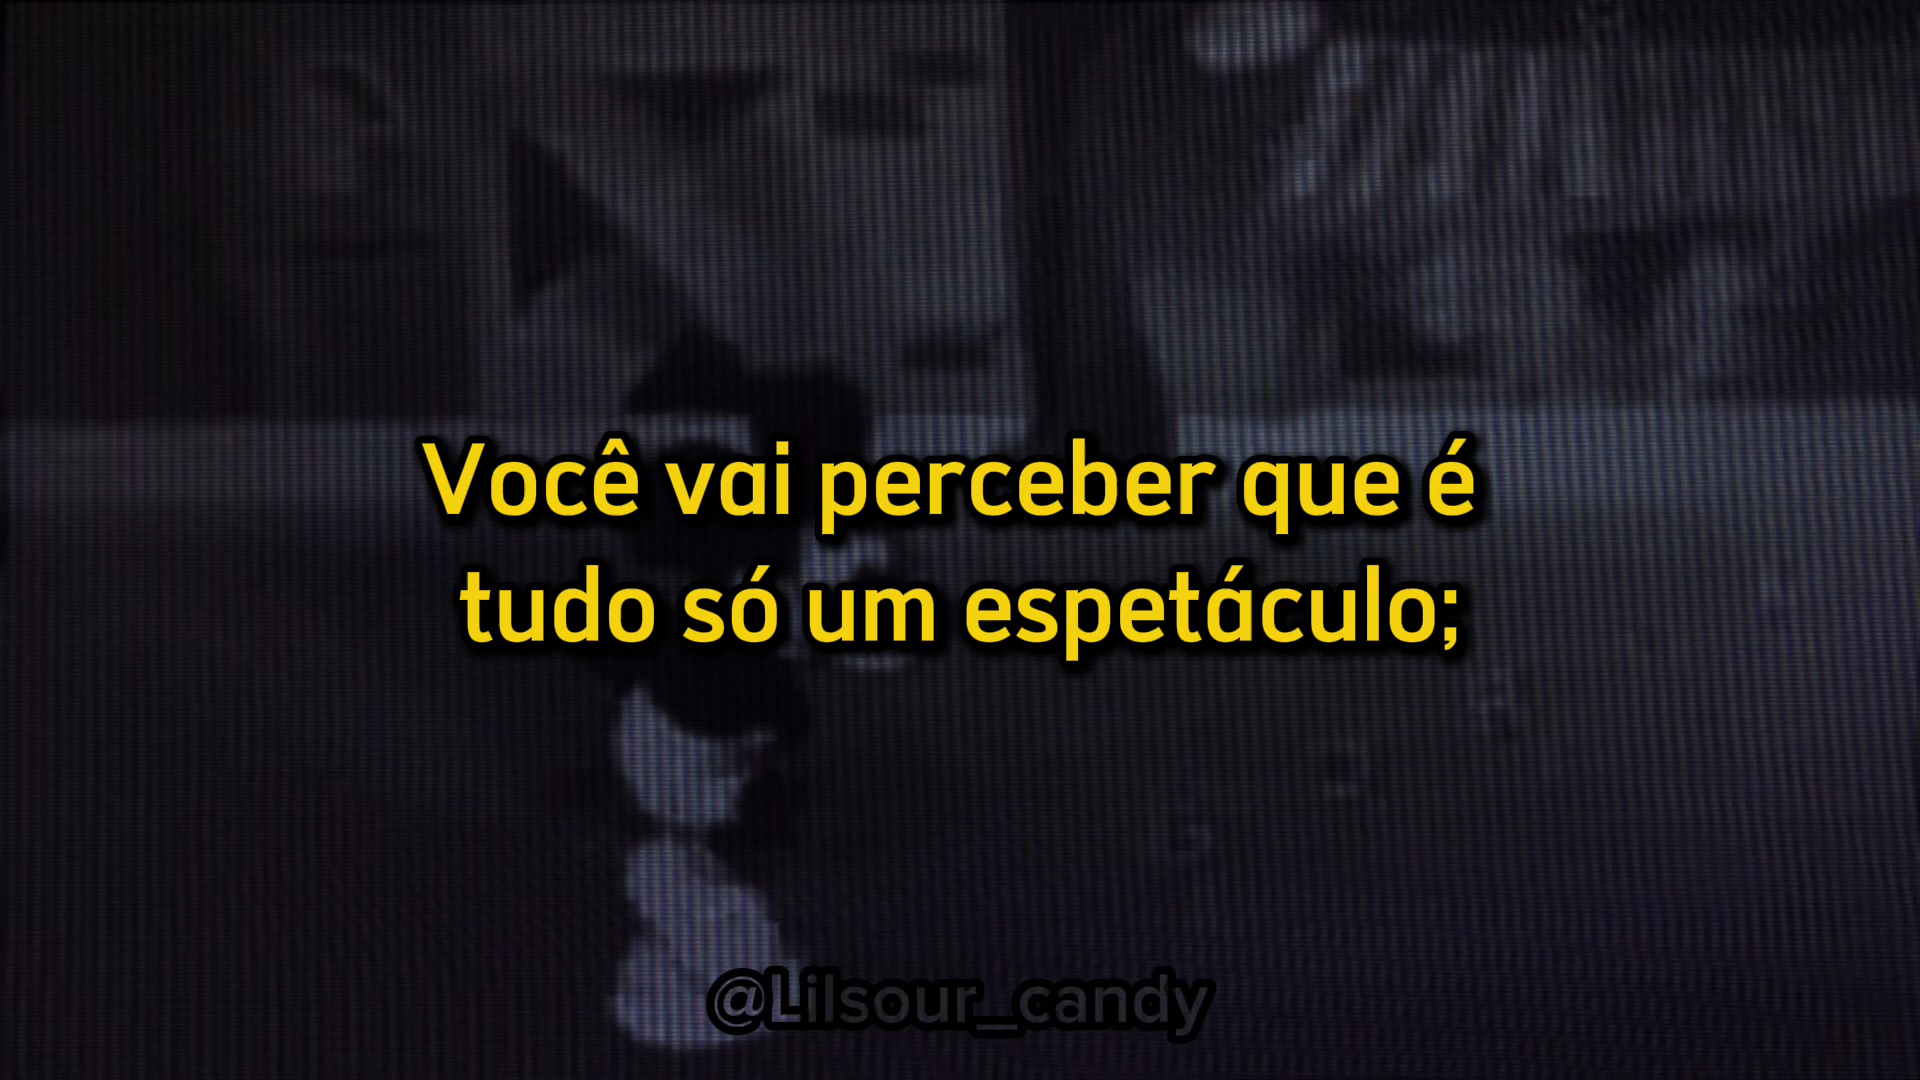 Você vai perceber que é
tudo só um espetáculo;
@Lilsour_candy